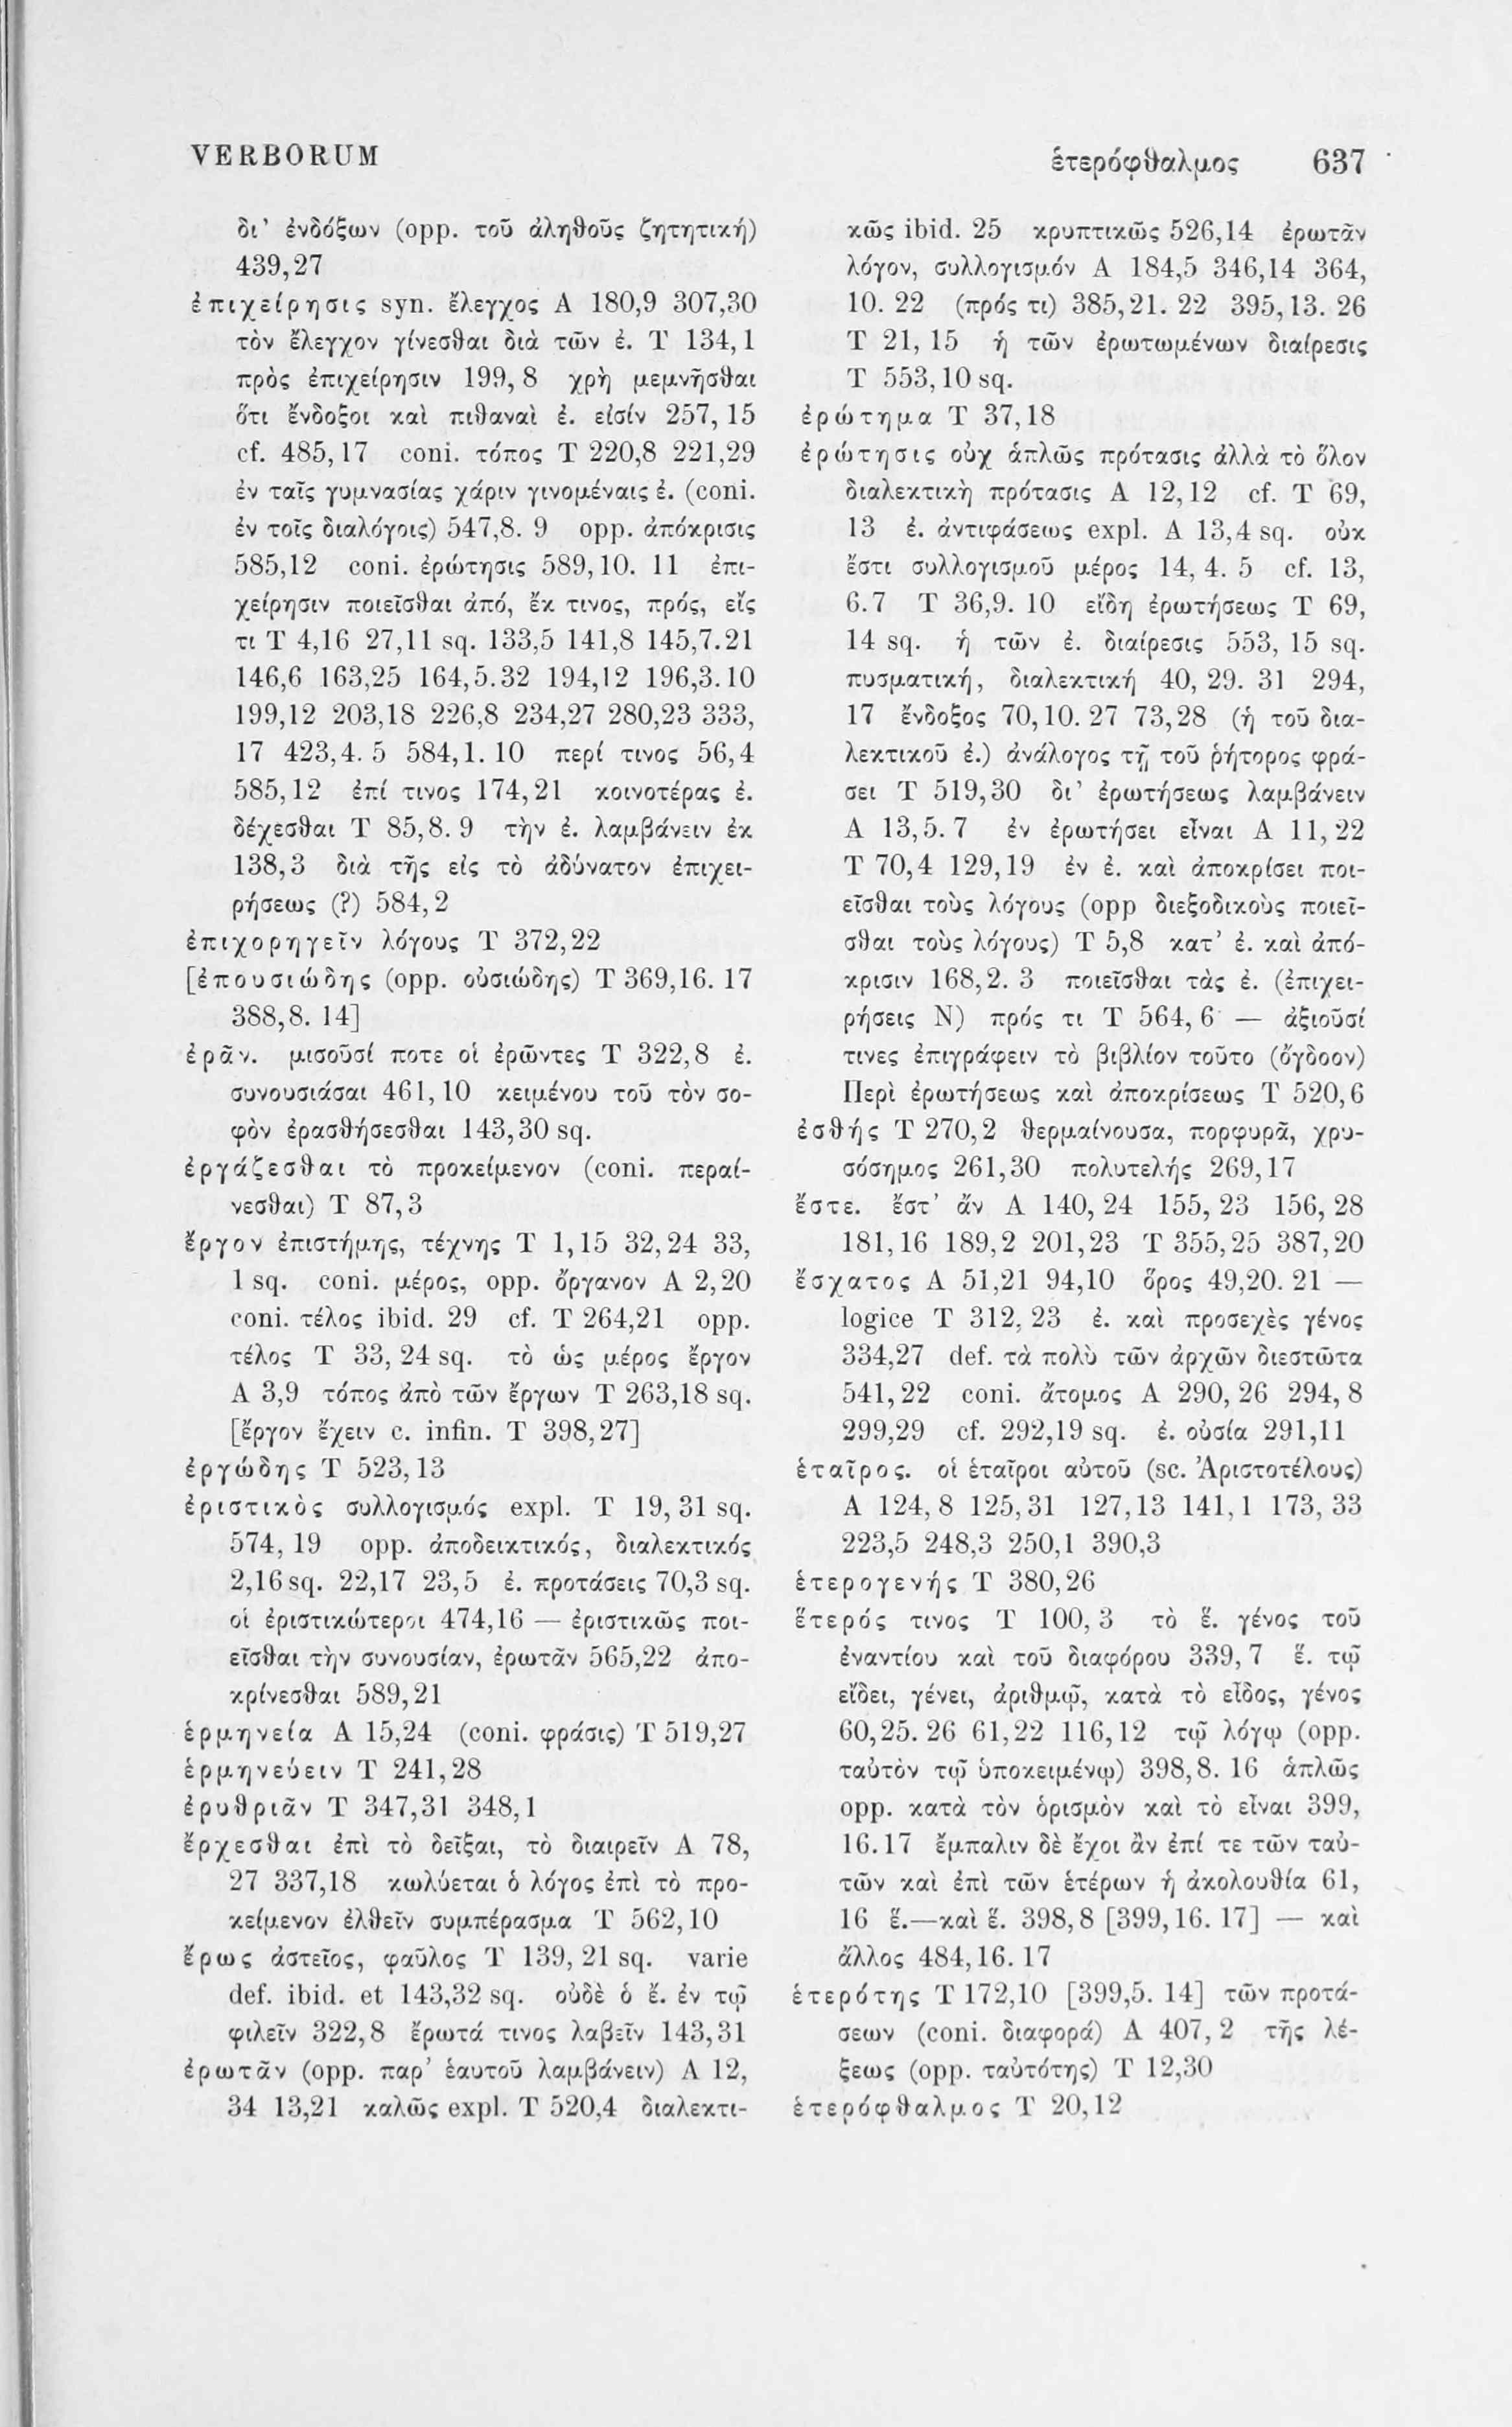 VERBORUM
ἑτερόφθαλμος 637
δι’ ἐνδόξων (opp. τοῦ ἀληθοῦς ζητητική)
439,27
ἐπιχείρησις syn. ἔλεγχος A 180,9 307,30
τὸν ἔλεγχον γίνεσθαι διὰ τῶν ἐ. T 134,1
πρὸς ἐπιχείρησιν 199,8 χρὴ μεμνῆσθαι
ὅτι ἔνδοξοι καὶ πιθαναὶ ἐ. εἰσίν 257,15
cf. 485,17 coni. τόπος T 220,8 221,29
ἐν ταῖς γυμνασίας χάριν γινομέναις ἐ. (coni.
ἐν τοῖς διαλόγοις) 547,8. 9 opp. ἀπόκρισις
585,12 coni. ἐρώτησις 589,10. 11 ἐπι-
χείρησιν ποιεῖσθαι ἀπό, ἔκ τινος, πρός, εἴς
τι T 4,16 27,11 sq. 133,5 141,8 145,7.21
146,6 163,25 164,5.32 194,12 196,3.10
199,12 203,18 226,8 234,27 280,23 333,
17 423,4. 5 584,1. 10 περί τινος 56,4
585,12 ἐπί τινος 174,21 κοινοτέρας ἐ.
δέχεσθαι T 85,8. 9 τὴν ἐ. λαμβάνειν ἐκ
138,3 διὰ τῆς εἰς τὸ ἀδύνατον ἐπιχει-
ρήσεως (?) 584,2
ἐπιχορηγεῖν λόγους T 372,22
[ἐπουσιώδης (opp. οὐσιώδης) T 369,16. 17
388,8. 14]
ἐρᾶν. μισοῦσί ποτε οἱ ἐρῶντες T 322,8 ἐ.
συνουσιάσαι 461,10 κειμένου τοῦ τὸν σο-
φὸν ἐρασθήσεσθαι 143,30 sq.
ἐργάζεσθαι τὸ προκείμενον (coni. περαί-
νεσθαι) T 87,3
ἔργον ἐπιστήμης, τέχνης T 1,15 32,24 33,
1 sq. coni. μέρος, opp. ὄργανον A 2,20
coni. τέλος ibid. 29 cf. T 264,21 opp.
τέλος T 33,24 sq. τὸ ὡς μέρος ἔργον
A 3,9 τόπος ἀπὸ τῶν ἔργων T 263,18 sq.
[ἔργον ἔχειν c. infin. T 398,27]
ἐργώδης T 523,13
ἐριστικὸς συλλογισμός expl. T 19,31 sq.
574,19 opp. ἀποδεικτικός, διαλεκτικός
2,16 sq. 22,17 23,5 ἐ. προτάσεις 70,3 sq.
οἱ ἐριστικώτεροι 474,16 — ἐριστικῶς ποι-
εῖσθαι τὴν συνουσίαν, ἐρωτᾶν 565,22 ἀπο-
κρίνεσθαι 589,21
ἑρμηνεία A 15,24 (coni. φράσις) T 519,27
ἑρμηνεύειν T 241,28
ἐρυθριᾶν T 347,31 348,1
ἔρχεσθαι ἐπὶ τὸ δεῖξαι, τὸ διαιρεῖν A 78,
27 337,18 κωλύεται ὁ λόγος ἐπὶ τὸ προ-
κείμενον ἐλθεῖν συμπέρασμα T 562,10
ἔρως ἀστεῖος, φαῦλος T 139,21 sq. varie
def. ibid. et 143,32 sq. οὐδὲ ὁ ἔ. ἐν τῷ
φιλεῖν 322,8 ἔρωτά τινος λαβεῖν 143,31
ἐρωτᾶν (opp. παρ’ ἑαυτοῦ λαμβάνειν) A 12,
34 13,21 καλῶς expl. T 520,4 διαλεκτι-
κῶς ibid. 25 κρυπτικῶς 526,14 ἐρωτᾶν
λόγον, συλλογισμόν A 184,5 346,14 364,
10. 22 (πρός τι) 385,21. 22 395,13. 26
T 21,15 ἡ τῶν ἐρωτωμένων διαίρεσις
T 553,10 sq.
ἐρώτημα T 37,18
ἐρώτησις οὐχ ἁπλῶς πρότασις ἀλλὰ τὸ ὅλον
διαλεκτικὴ πρότασις A 12,12 cf. T 69,
13 ἐ. ἀντιφάσεως expl. A 13,4 sq. οὐκ
ἔστι συλλογισμοῦ μέρος 14,4. 5 cf. 13,
6.7 T 36,9. 10 εἴδη ἐρωτήσεως T 69,
14 sq. ἡ τῶν ἐ. διαίρεσις 553,15 sq.
πυσματική, διαλεκτική 40,29. 31 294,
17 ἔνδοξος 70,10. 27 73,28 (ἡ τοῦ δια-
λεκτικοῦ ἐ.) ἀνάλογος τῇ τοῦ ῥήτορος φρά-
σει T 519,30 δι’ ἐρωτήσεως λαμβάνειν
A 13,5. 7 ἐν ἐρωτήσει εἶναι A 11,22
T 70,4 129,19 ἐν ἐ. καὶ ἀποκρίσει ποι-
εῖσθαι τοὺς λόγους (opp διεξοδικοὺς ποιεῖ-
σθαι τοὺς λόγους) T 5,8 κατ’ ἐ. καὶ ἀπό-
κρισιν 168,2. 3 ποιεῖσθαι τὰς ἐ. (ἐπιχει-
ρήσεις N) πρός τι T 564,6 — ἀξιοῦσί
τινες ἐπιγράφειν τὸ βιβλίον τοῦτο (ὄγδοον)
Περὶ ἐρωτήσεως καὶ ἀποκρίσεως T 520,6
ἐσθής T 270,2 θερμαίνουσα, πορφυρᾶ, χρυ-
σόσημος 261,30 πολυτελής 269,17
ἔστε. ἔστ’ ἄν A 140,24 155,23 156,28
181,16 189,2 201,23 T 355,25 387,20
ἔσχατος A 51,21 94,10 ὅρος 49,20. 21 —
logice T 312,23 ἐ. καὶ προσεχὲς γένος
334,27 def. τὰ πολὺ τῶν ἀρχῶν διεστῶτα
541,22 coni. ἄτομος A 290,26 294,8
299,29 cf. 292,19 sq. ἐ. οὐσία 291,11
ἑταῖρος. οἱ ἑταῖροι αὐτοῦ (sc. Ἀριστοτέλους)
A 124,8 125,31 127,13 141,1 173,33
223,5 248,3 250,1 390,3
ἑτερογενής T 380,26
ἕτερός τινος T 100,3 τὸ ἕ. γένος τοῦ
ἐναντίου καὶ τοῦ διαφόρου 339,7 ἕ. τῷ
εἴδει, γένει, ἀριθμῷ, κατὰ τὸ εἶδος, γένος
60,25. 26 61,22 116,12 τῷ λόγῳ (opp.
ταὐτὸν τῷ ὑποκειμένῳ) 398,8. 16 ἁπλῶς
opp. κατὰ τὸν ὁρισμὸν καὶ τὸ εἶναι 399,
16.17 ἔμπαλιν δὲ ἔχοι ἂν ἐπί τε τῶν ταὐ-
τῶν καὶ ἐπὶ τῶν ἑτέρων ἡ ἀκολουθία 61,
16 ἕ.—καὶ ἕ. 398,8 [399,16. 17] — καὶ
ἄλλος 484,16. 17
ἑτερότης T 172,10 [399,5. 14] τῶν προτά-
σεων (coni. διαφορά) A 407,2 τῆς λέ-
ξεως (opp. ταὐτότης) T 12,30
ἑτερόφθαλμος T 20,12